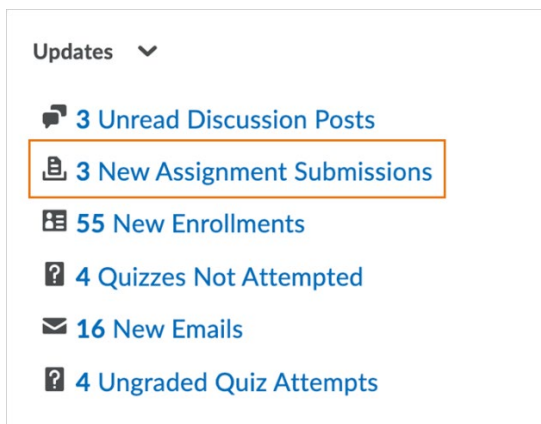 Updates
3 Unread Discussion Posts
3 New Assignment Submissions
55 New Enrollments
4 Quizzes Not Attempted
16 New Emails
4 Ungraded Quiz Attempts